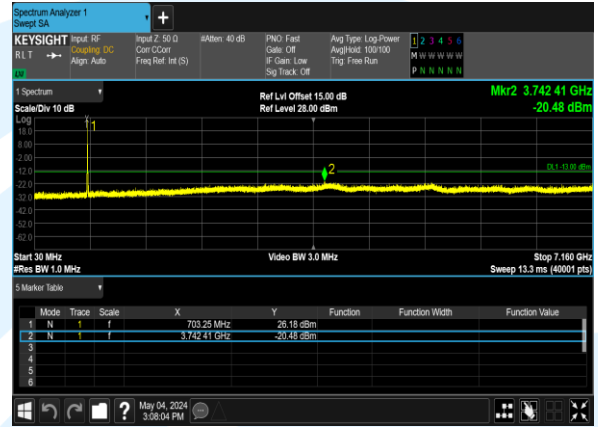 Spectrum Analyzer 1
Swept SA
+
KEYSIGHT Input: RF Input Z: 50 Ω #Atten: 40 dB PNO: Fast Avg Type: Log-Power 1 2 3 4 5 6
RLT Coupling: DC Corr CCorr Gate: Off Avg|Hold: 100/100 M W W W W W
Align: Auto Freq Ref: Int (S) IF Gain: Low Trig: Free Run
Sig Track: Off P N N N N N
LXI
1 Spectrum Ref Lvl Offset 15.00 dB Mkr2 3.742 41 GHz
Scale/Div 10 dB Ref Level 28.00 dBm -20.48 dBm
Log
1
18.0
8.00
-2.00
-12.0 2 DL1 -13.00 dBm
-22.0
-32.0
-42.0
-52.0
-62.0
Start 30 MHz Video BW 3.0 MHz Stop 7.160 GHz
#Res BW 1.0 MHz Sweep 13.3 ms (40001 pts)
5 Marker Table
Mode Trace Scale X Y Function Function Width Function Value
1 N 1 f 703.25 MHz 26.18 dBm
2 N 1 f 3.742 41 GHz -20.48 dBm
3
4
5
6
? May 04, 2024
3:08:04 PM